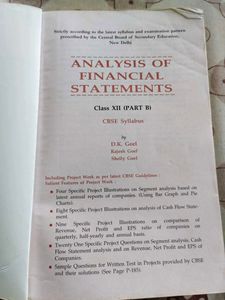 Strictly according to the latest syllabus and examination pattern
prescribed by the Central Board of Secondary Education,
New Delhi
ANALYSIS OF
FINANCIAL
STATEMENTS
Class XII (PART B)
CBSE Syllabus
by
D.K. Goel
Rajesh Goel
Shelly Goel
Including Project Work as per latest CBSE Guidelines
Salient Features of Project Work :
• Four Specific Project Illustrations on Segment analysis based on
latest annual reports of companies. (Using Bar Graph and Pie
Charts).
• Eight Specific Project Illustrations on analysis of Cash Flow State-
ment.
• Nine Specific Project Illustrations on comparison of
Revenue, Net Profit and EPS ratio of companies on
quarterly, half-yearly and annual basis.
• Twenty One Specific Project Questions on Segment analysis, Cash
Flow Statement analysis and on Revenue, Net Profit and EPS of
Companies.
• Sample Questions for Written Test in Projects provided by CBSE
and their solutions (See Page P-185)